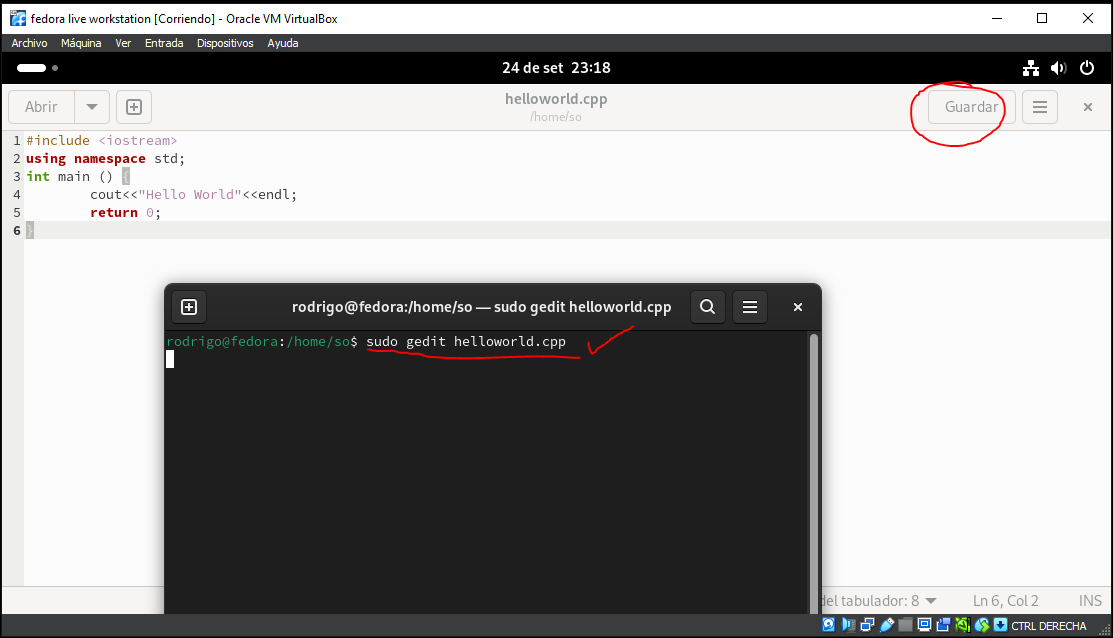 fedora live workstation [Corriendo] - Oracle VM VirtualBox
Archivo Máquina Ver Entrada Dispositivos Ayuda
24 de set 23:18
Abrir
helloworld.cpp
/home/so
Guardar
1 #include <iostream>
2 using namespace std;
3 int main () {
4 cout<<"Hello World"<<endl;
5 return 0;
6 }
rodrigo@fedora:/home/so — sudo gedit helloworld.cpp
rodrigo@fedora:/home/so$ sudo gedit helloworld.cpp
del tabulador: 8 Ln 6, Col 2 INS
CTRL DERECHA